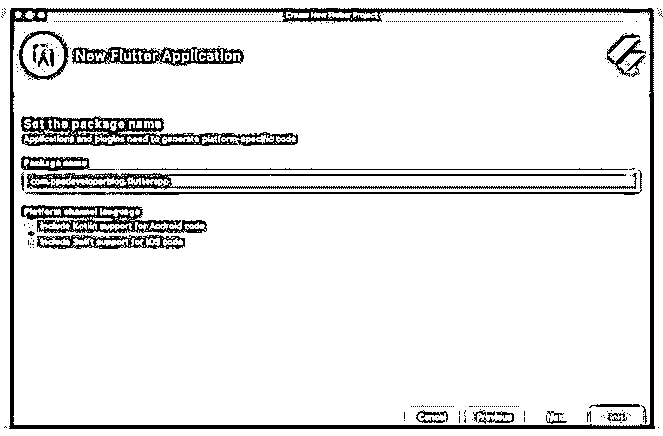 Create New Flutter Project
New Flutter Application
Set the package name
Applications and plugins need to generate platform-specific code
Package name
Platform channel language
Include Kotlin support for Android code
Include Swift support for iOS code
Cancel
Previous
Next
Finish